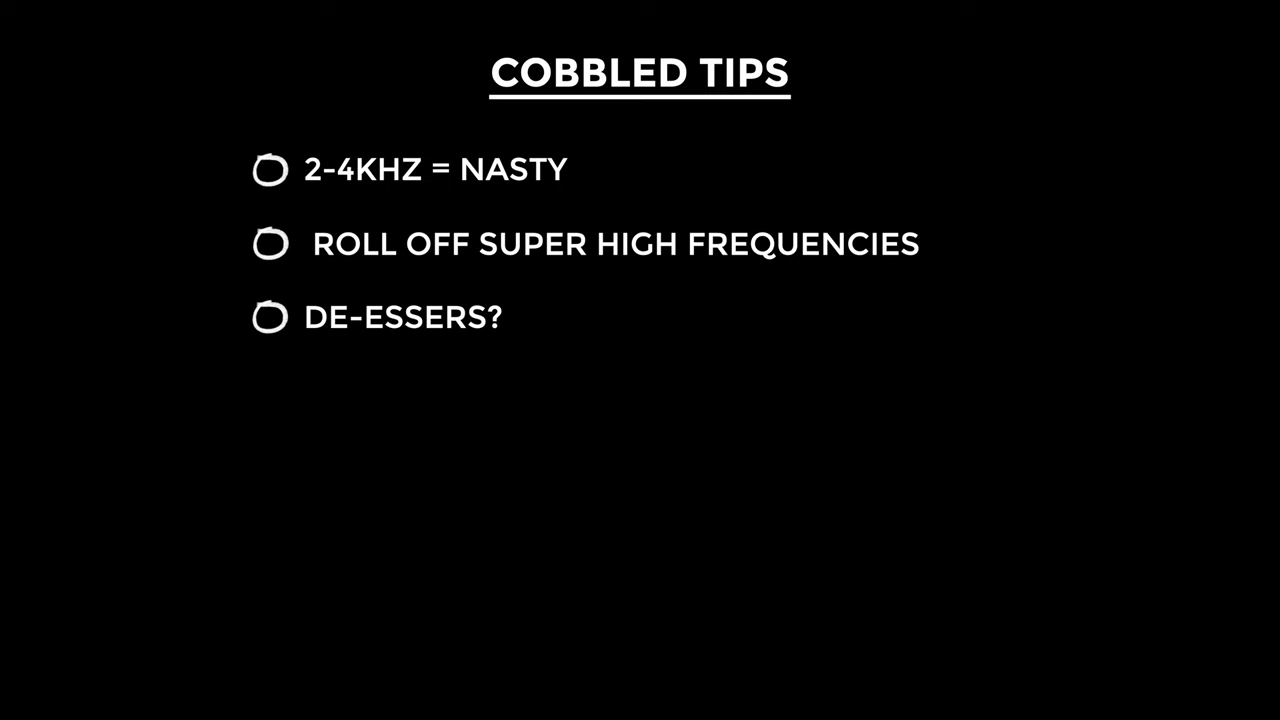 COBBLED TIPS
2-4KHZ = NASTY
ROLL OFF SUPER HIGH FREQUENCIES
DE-ESSERS?